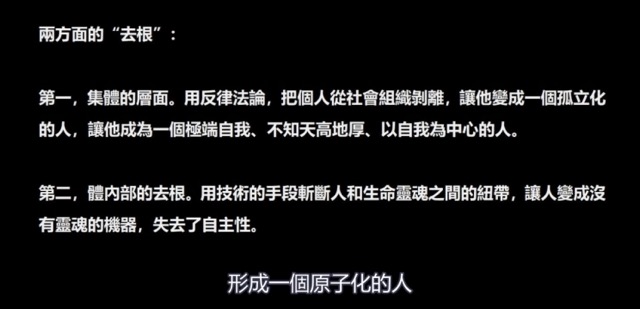 兩方面的“去根”：
第一，集體的層面。用反律法論，把個人從社會組織剝離，讓他變成一個孤立化
的人，讓他成為一個極端自我、不知天高地厚、以自我為中心的人。
第二，體內部的去根。用技術的手段斬斷人和生命靈魂之間的紐帶，讓人變成沒
有靈魂的機器，失去了自主性。
形成一個原子化的人